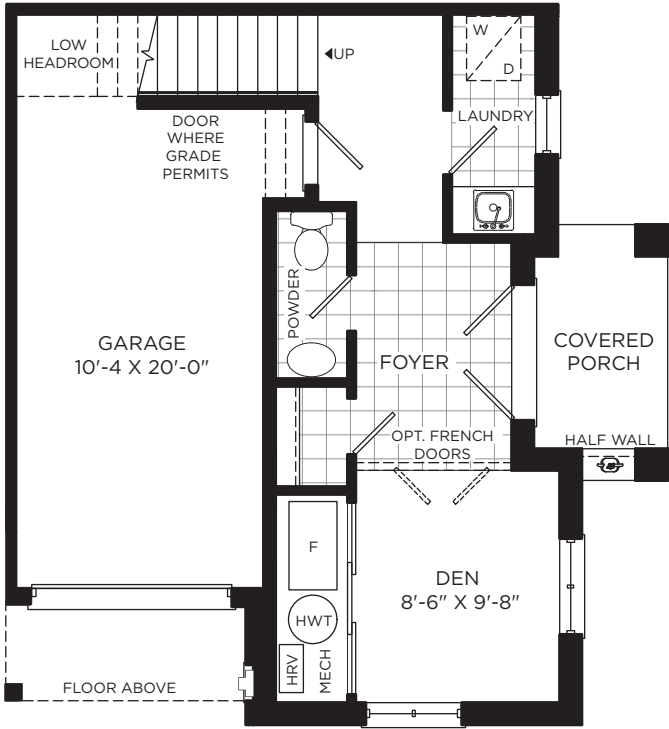 LOW
HEADROOM
UP
W
D
LAUNDRY
DOOR
WHERE
GRADE
PERMITS
POWDER
GARAGE
10'-4 X 20'-0"
FOYER
COVERED
PORCH
OPT. FRENCH
DOORS
HALF WALL
F
HWT
HRV
MECH
DEN
8'-6" X 9'-8"
FLOOR ABOVE